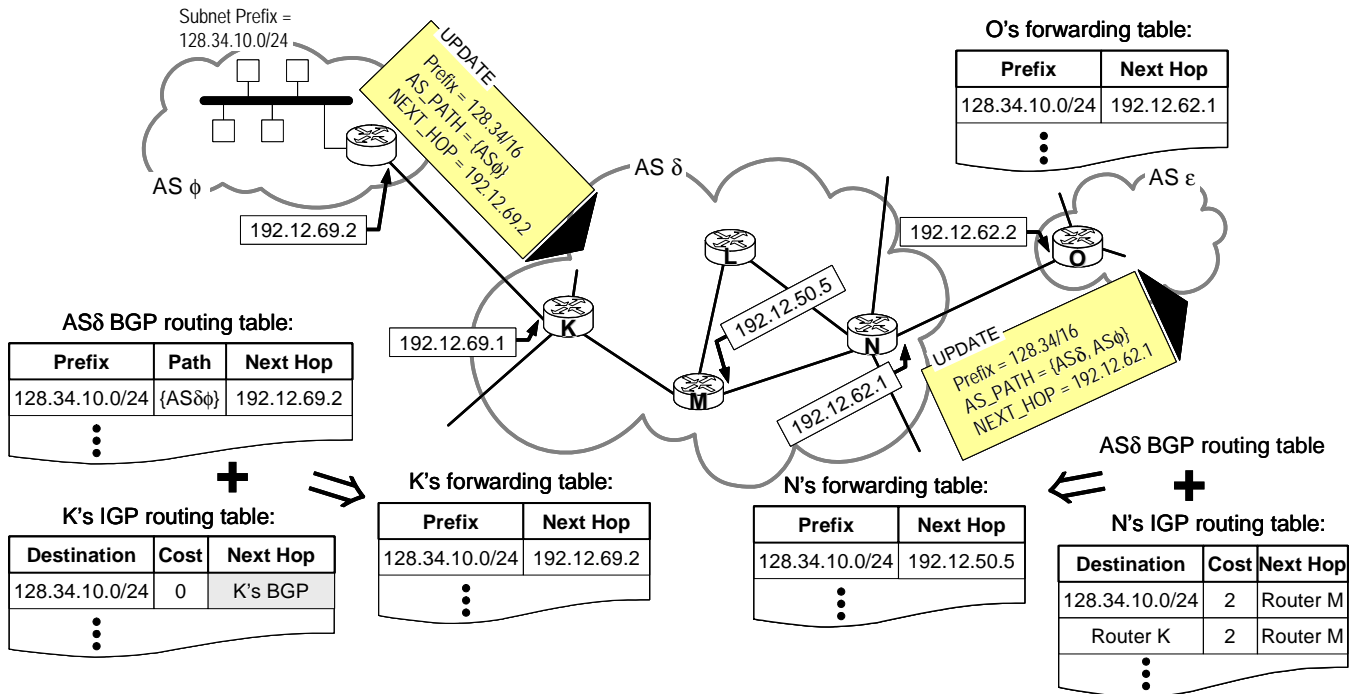 Subnet Prefix =
128.34.10.0/24
AS ϕ
192.12.69.2
UPDATE
Prefix = 128.34/16
AS_PATH = {ASϕ}
NEXT_HOP = 192.12.69.2
AS δ
O's forwarding table:
Prefix Next Hop
128.34.10.0/24 192.12.62.1
AS ε
192.12.62.2
O
L
192.12.50.5
K
192.12.69.1
N
M
192.12.62.1
UPDATE
Prefix = 128.34/16
AS_PATH = {ASδ, ASϕ}
NEXT_HOP = 192.12.62.1
ASδ BGP routing table:
Prefix Path Next Hop
128.34.10.0/24 {ASδϕ} 192.12.69.2
+
K's IGP routing table:
Destination Cost Next Hop
128.34.10.0/24 0 K's BGP
K's forwarding table:
Prefix Next Hop
128.34.10.0/24 192.12.69.2
N's forwarding table:
Prefix Next Hop
128.34.10.0/24 192.12.50.5
ASδ BGP routing table
+
N's IGP routing table:
Destination Cost Next Hop
128.34.10.0/24 2 Router M
Router K 2 Router M